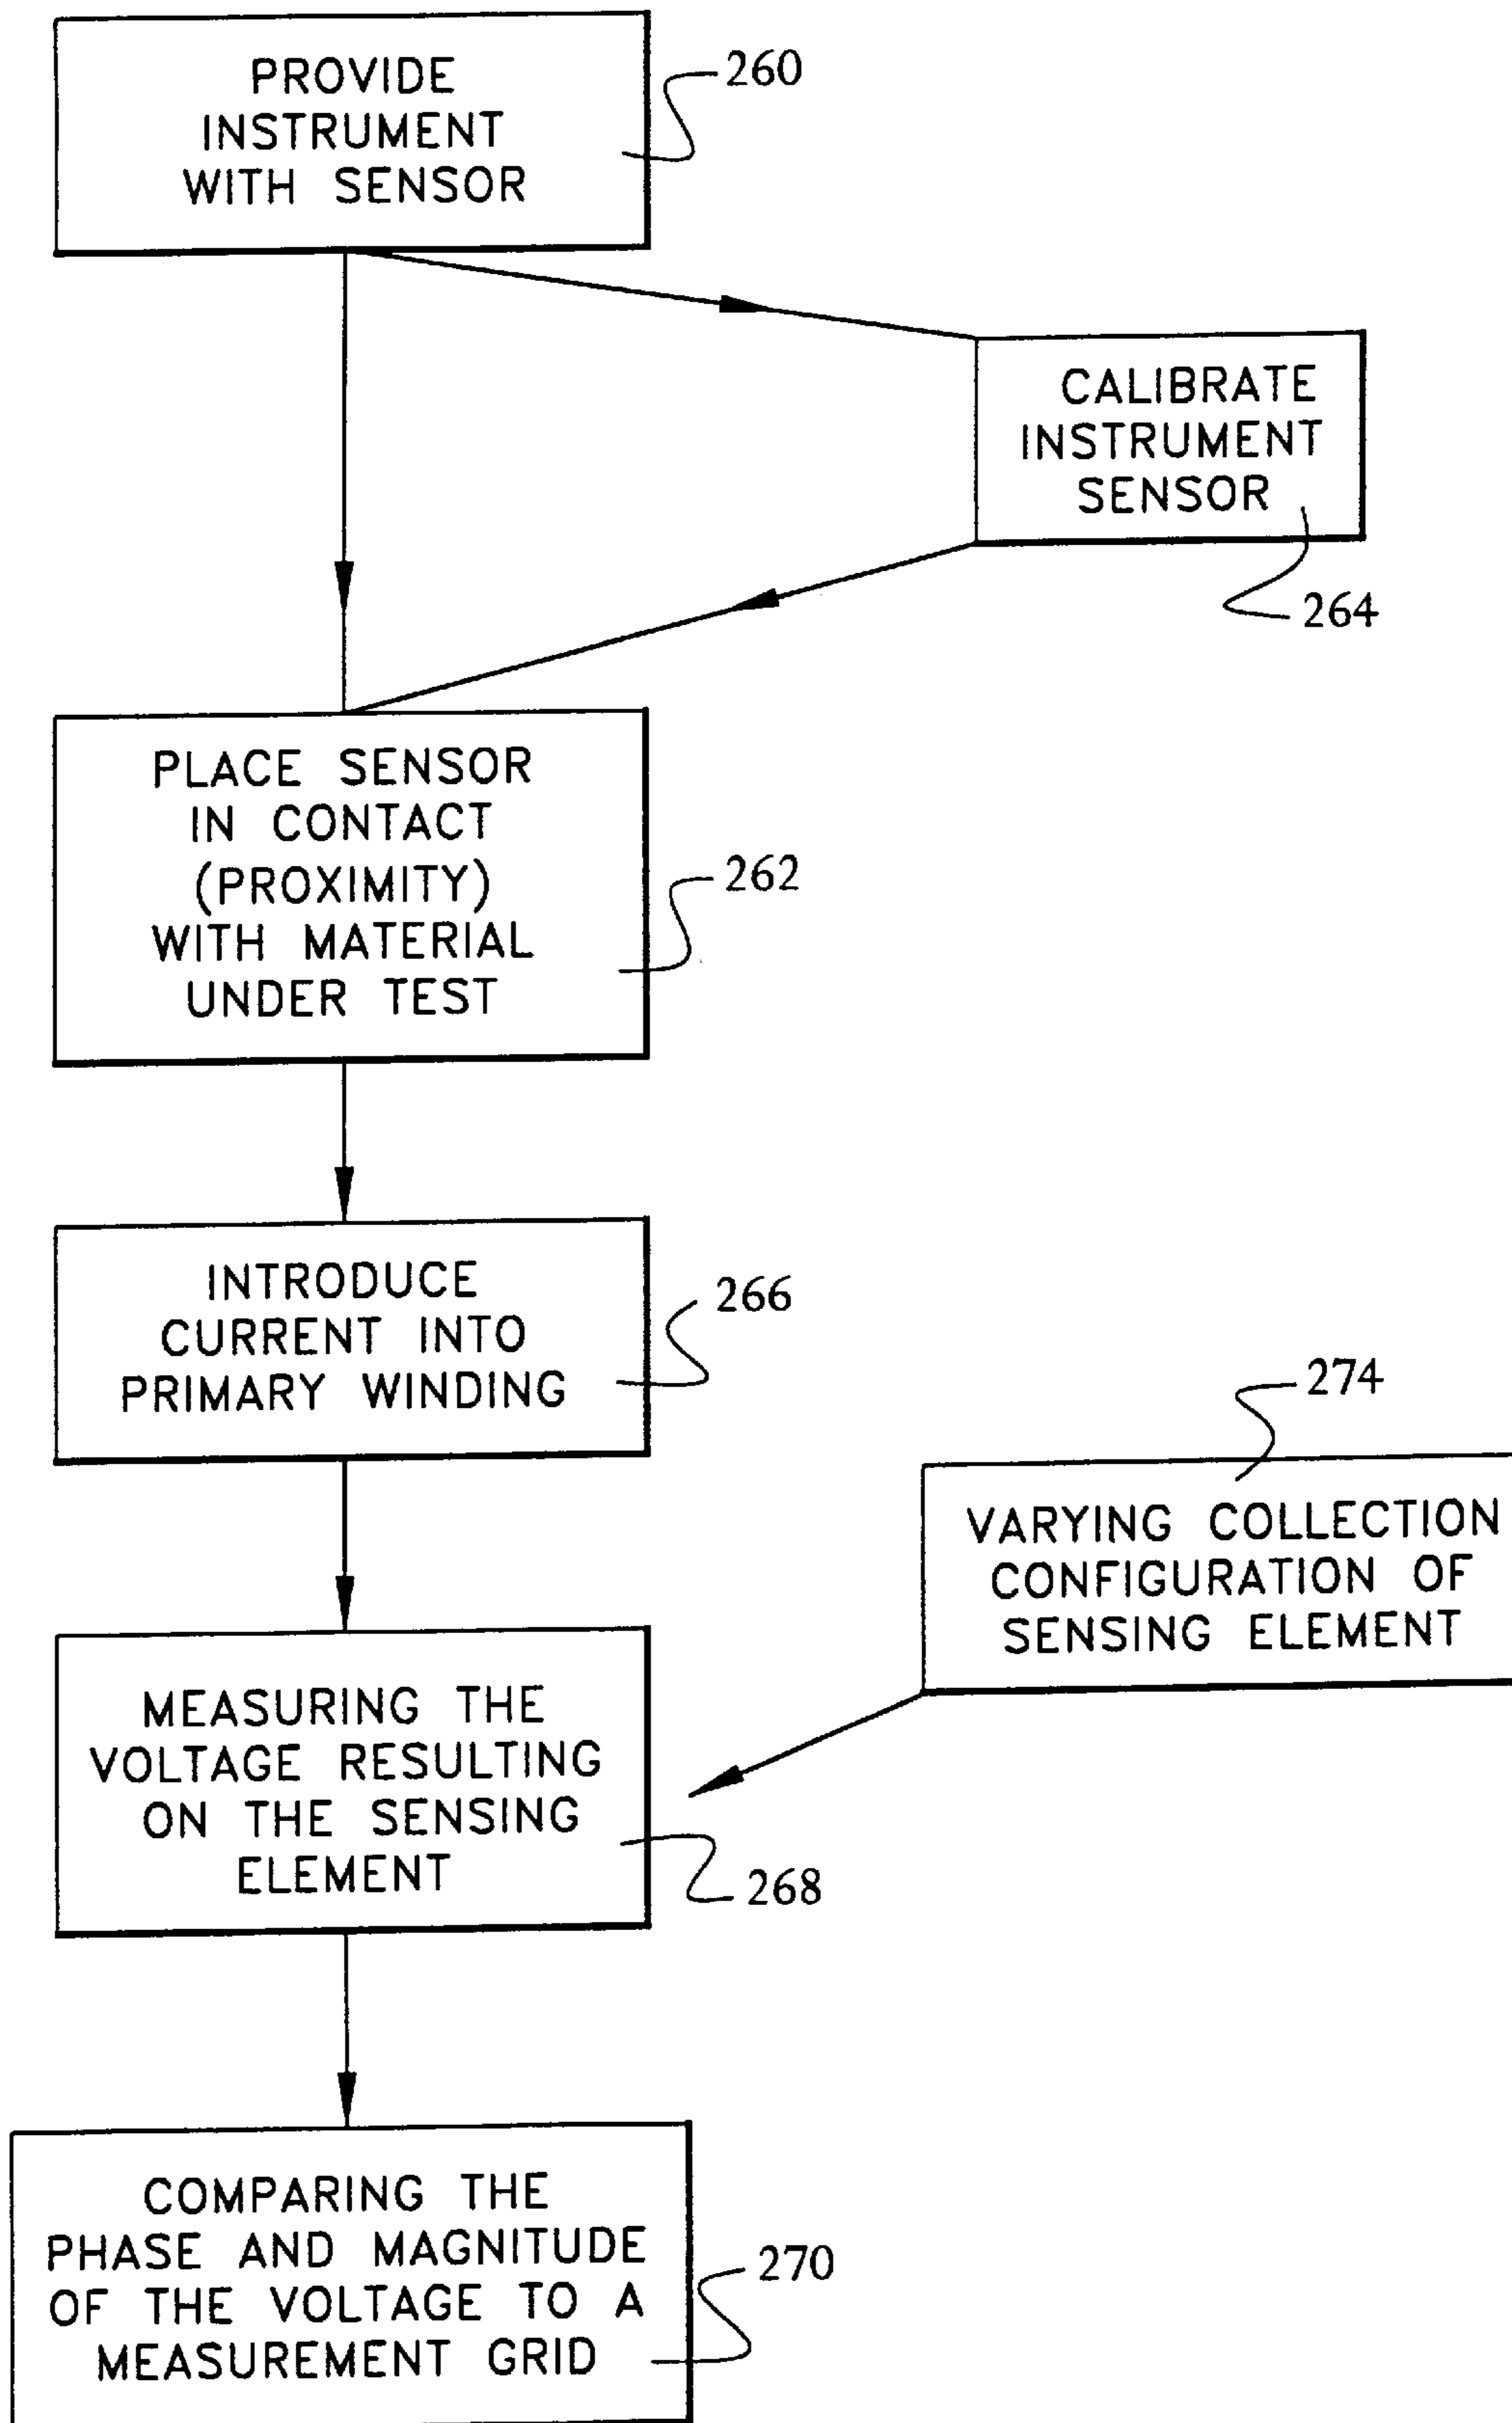 PROVIDE
INSTRUMENT
WITH SENSOR
260
CALIBRATE
INSTRUMENT
SENSOR
264
PLACE SENSOR
IN CONTACT
(PROXIMITY)
WITH MATERIAL
UNDER TEST
262
INTRODUCE
CURRENT INTO
PRIMARY WINDING
266
274
VARYING COLLECTION
CONFIGURATION OF
SENSING ELEMENT
MEASURING THE
VOLTAGE RESULTING
ON THE SENSING
ELEMENT
268
COMPARING THE
PHASE AND MAGNITUDE
OF THE VOLTAGE TO A
MEASUREMENT GRID
270